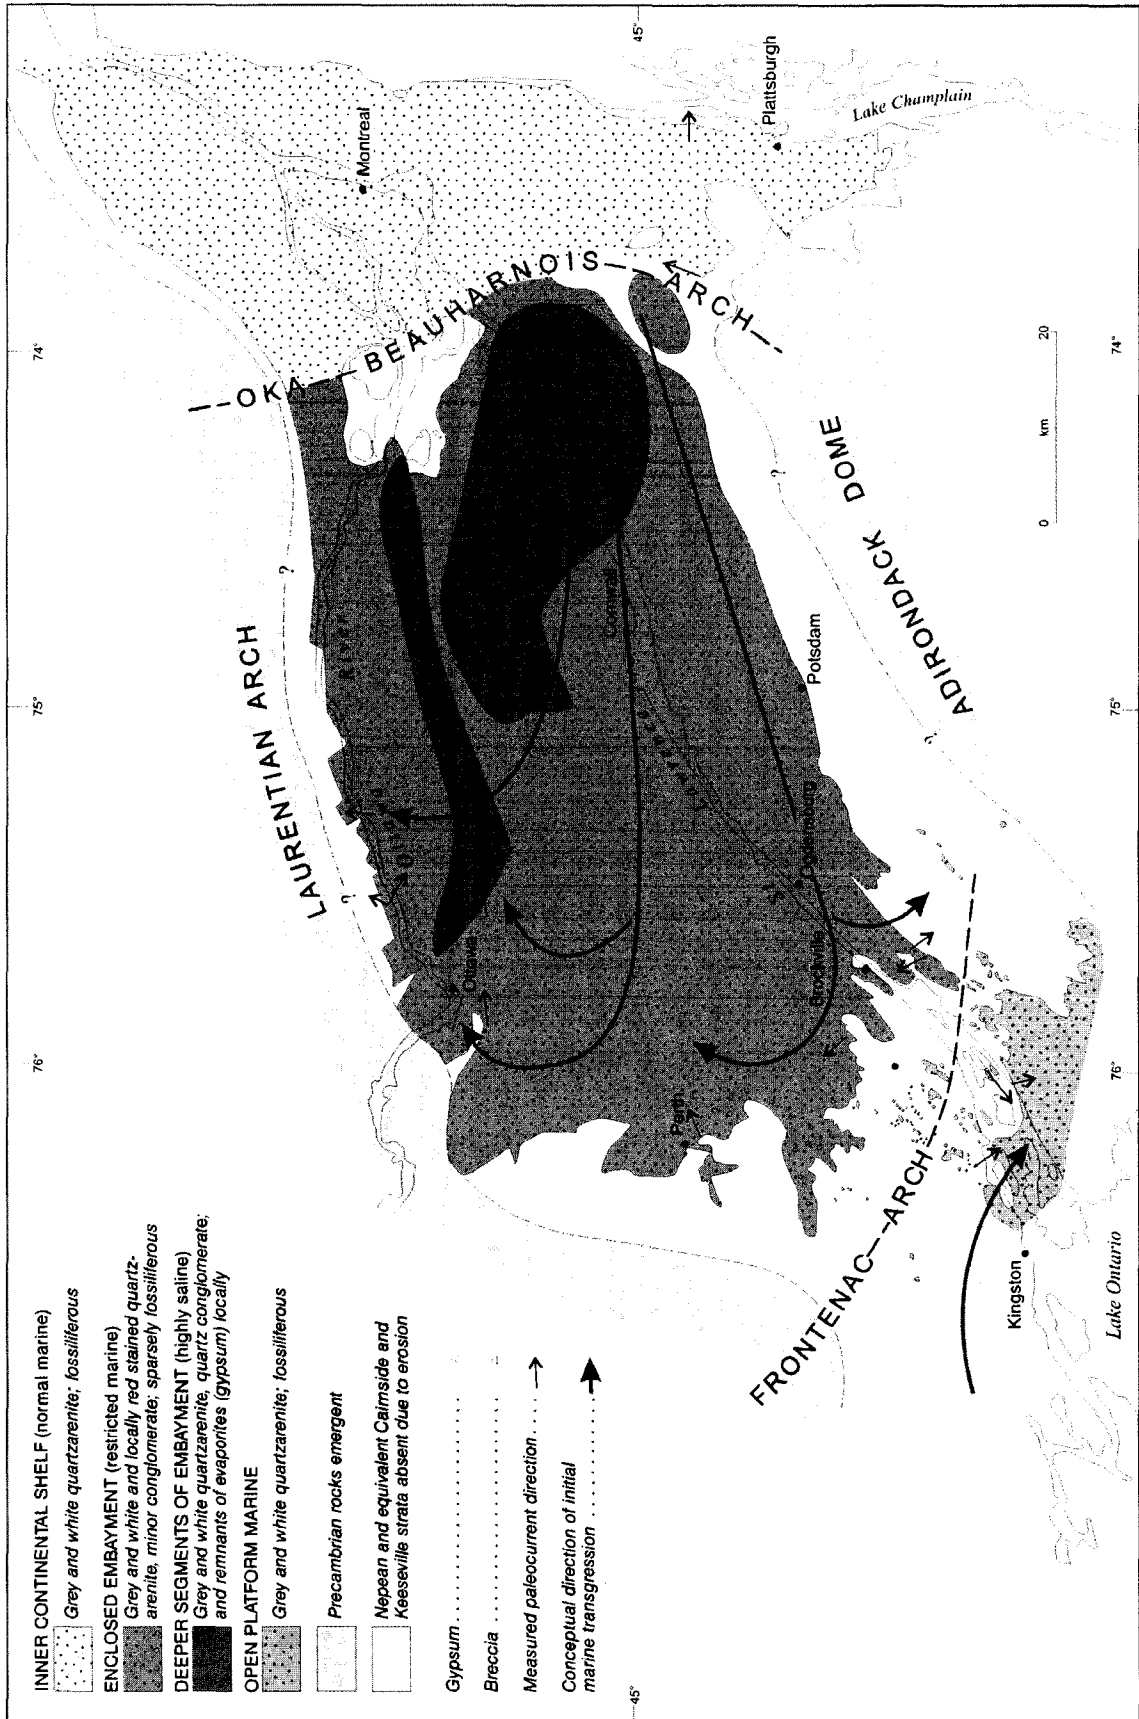 INNER CONTINENTAL SHELF (normal marine)
Grey and white quartzarenite; fossiliferous
ENCLOSED EMBAYMENT (restricted marine)
Grey and white and locally red stained quartz-
arenite, minor conglomerate; sparsely fossiliferous
DEEPER SEGMENTS OF EMBAYMENT (highly saline)
Grey and white quartzarenite, quartz conglomerate;
and remnants of evaporites (gypsum) locally
OPEN PLATFORM MARINE
Grey and white quartzarenite; fossiliferous
Precambrian rocks emergent
Nepean and equivalent Cairnside and
Keeseville strata absent due to erosion
Gypsum
Breccia
Measured paleocurrent direction
Conceptual direction of initial
marine transgression
76°
75°
74°
45°
45°
76°
75°
74°
LAURENTIAN ARCH
OKA
BEAUHARNOIS
ARCH
ADIRONDACK DOME
FRONTENAC
ARCH
Montreal
Plattsburgh
Lake Champlain
Ottawa
Ottawa
River
Cornwall
Lawrence
Potsdam
Ogdensburg
Brockville
Perth
Kingston
Lake Ontario
?
?
?
?
0
km
20